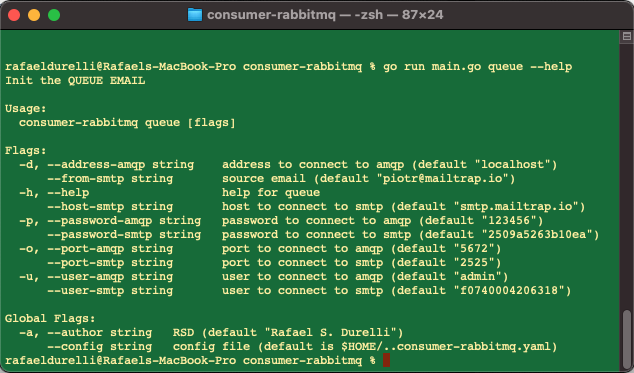 consumer-rabbitmq — -zsh — 87×24
rafaeldurelli@Rafaels-MacBook-Pro consumer-rabbitmq % go run main.go queue --help
Init the QUEUE EMAIL
Usage:
  consumer-rabbitmq queue [flags]
Flags:
  -d, --address-amqp string    address to connect to amqp (default "localhost")
      --from-smtp string       source email (default "piotr@mailtrap.io")
  -h, --help                   help for queue
      --host-smtp string       host to connect to smtp (default "smtp.mailtrap.io")
  -p, --password-amqp string   password to connect to amqp (default "123456")
      --password-smtp string   password to connect to smtp (default "2509a5263b10ea")
  -o, --port-amqp string       port to connect to amqp (default "5672")
      --port-smtp string       port to connect to smtp (default "2525")
  -u, --user-amqp string       user to connect to amqp (default "admin")
      --user-smtp string       user to connect to smtp (default "f0740004206318")
Global Flags:
  -a, --author string   RSD (default "Rafael S. Durelli")
      --config string   config file (default is $HOME/..consumer-rabbitmq.yaml)
rafaeldurelli@Rafaels-MacBook-Pro consumer-rabbitmq %